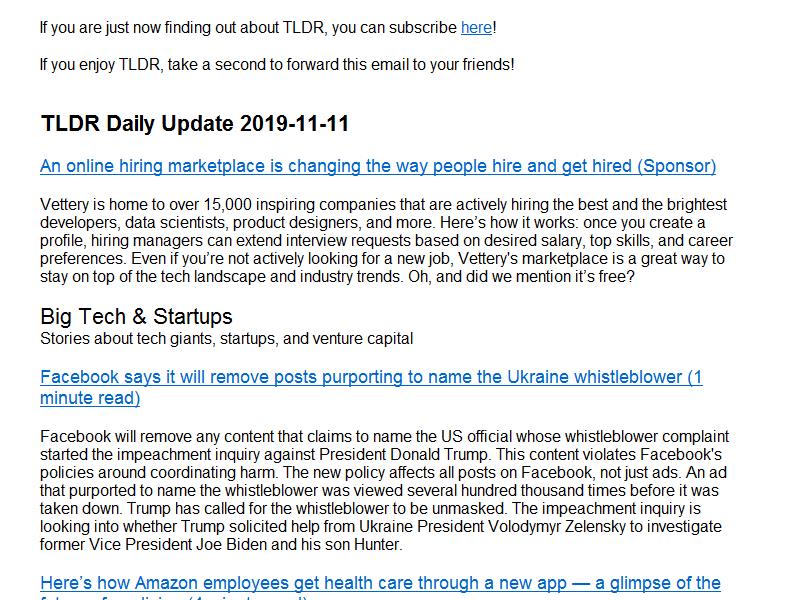 If you are just now finding out about TLDR, you can subscribe here!
If you enjoy TLDR, take a second to forward this email to your friends!
TLDR Daily Update 2019-11-11
An online hiring marketplace is changing the way people hire and get hired (Sponsor)
Vettery is home to over 15,000 inspiring companies that are actively hiring the best and the brightest
developers, data scientists, product designers, and more. Here’s how it works: once you create a
profile, hiring managers can extend interview requests based on desired salary, top skills, and career
preferences. Even if you’re not actively looking for a new job, Vettery's marketplace is a great way to
stay on top of the tech landscape and industry trends. Oh, and did we mention it’s free?
Big Tech & Startups
Stories about tech giants, startups, and venture capital
Facebook says it will remove posts purporting to name the Ukraine whistleblower (1
minute read)
Facebook will remove any content that claims to name the US official whose whistleblower complaint
started the impeachment inquiry against President Donald Trump. This content violates Facebook's
policies around coordinating harm. The new policy affects all posts on Facebook, not just ads. An ad
that purported to name the whistleblower was viewed several hundred thousand times before it was
taken down. Trump has called for the whistleblower to be unmasked. The impeachment inquiry is
looking into whether Trump solicited help from Ukraine President Volodymyr Zelensky to investigate
former Vice President Joe Biden and his son Hunter.
Here’s how Amazon employees get health care through a new app — a glimpse of the